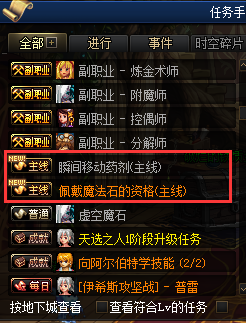 任务手
全部 + 进行 事件 时空碎片
副职业 副职业 - 炼金术师
副职业 副职业 - 附魔师
副职业 副职业 - 控偶师
副职业 副职业 - 分解师
NEW 主线 瞬间移动药剂(主线)
NEW 主线 佩戴魔法石的资格(主线)
普通 虚空魔石
成就 天选之人1阶段升级任务
成就 向阿尔伯特学技能 (2/2)
每日 [伊希斯攻坚战] - 普雷
按地下城查看 查看符合Lv的任务